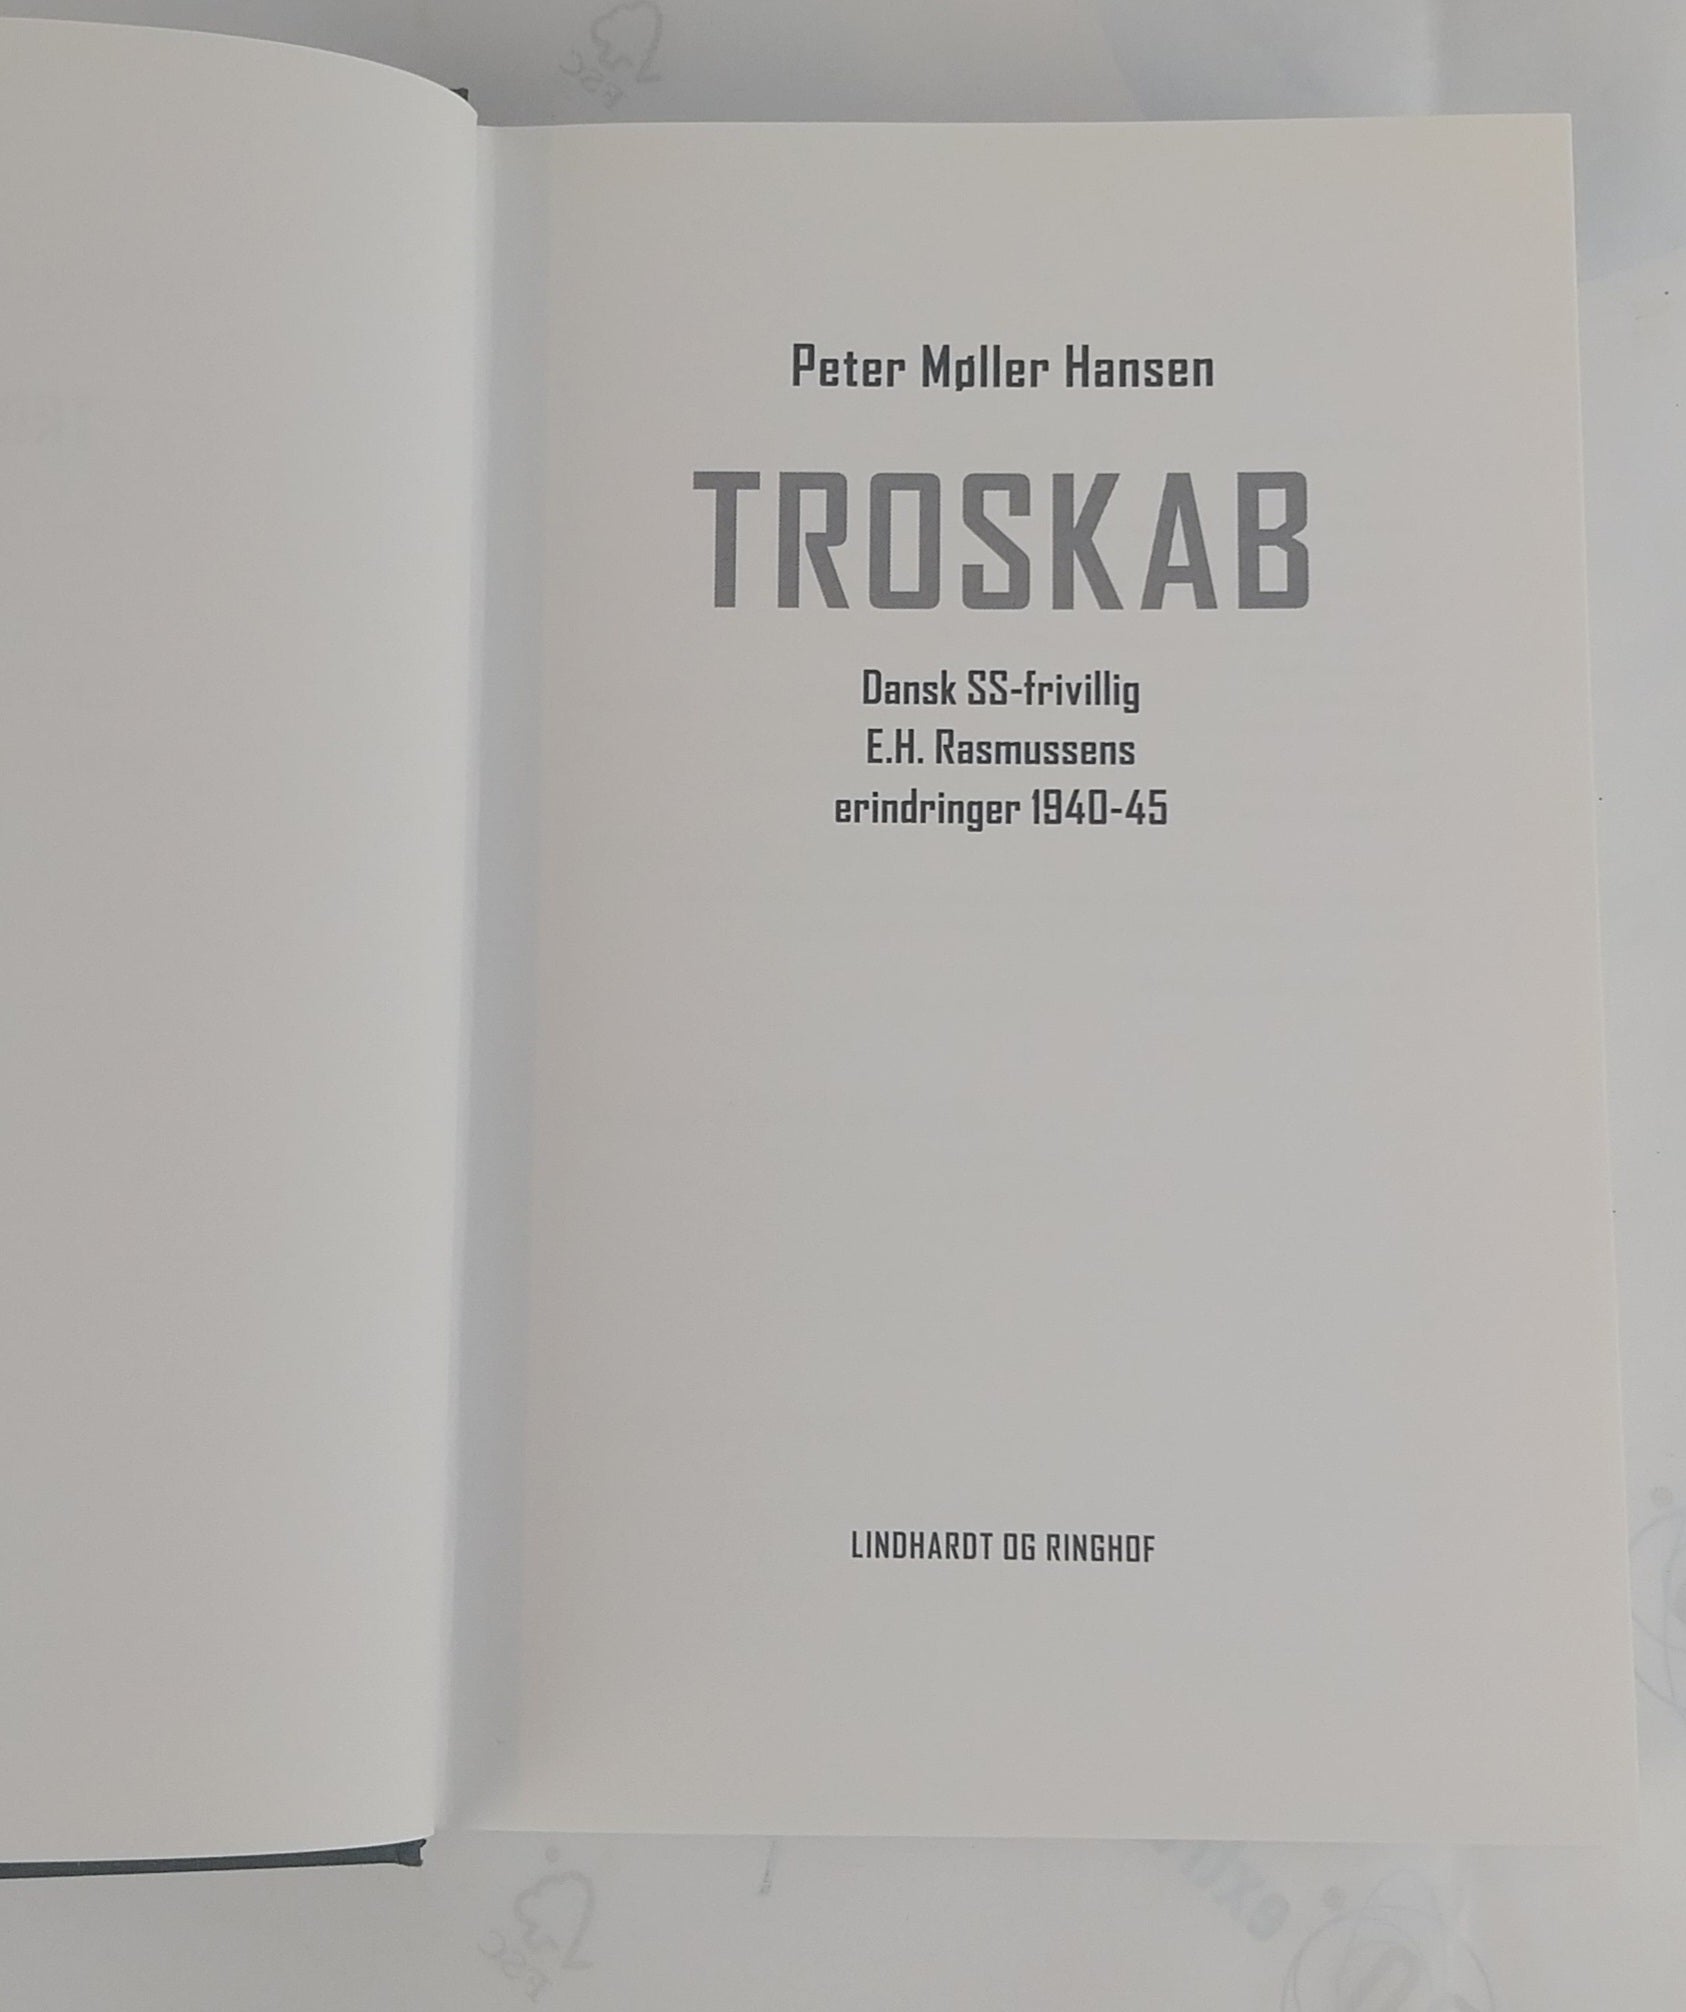 Peter Møller Hansen
TROSKAB
Dansk SS-frivillig
E.H. Rasmussens
erindringer 1940-45
LINDHARDT OG RINGHOF